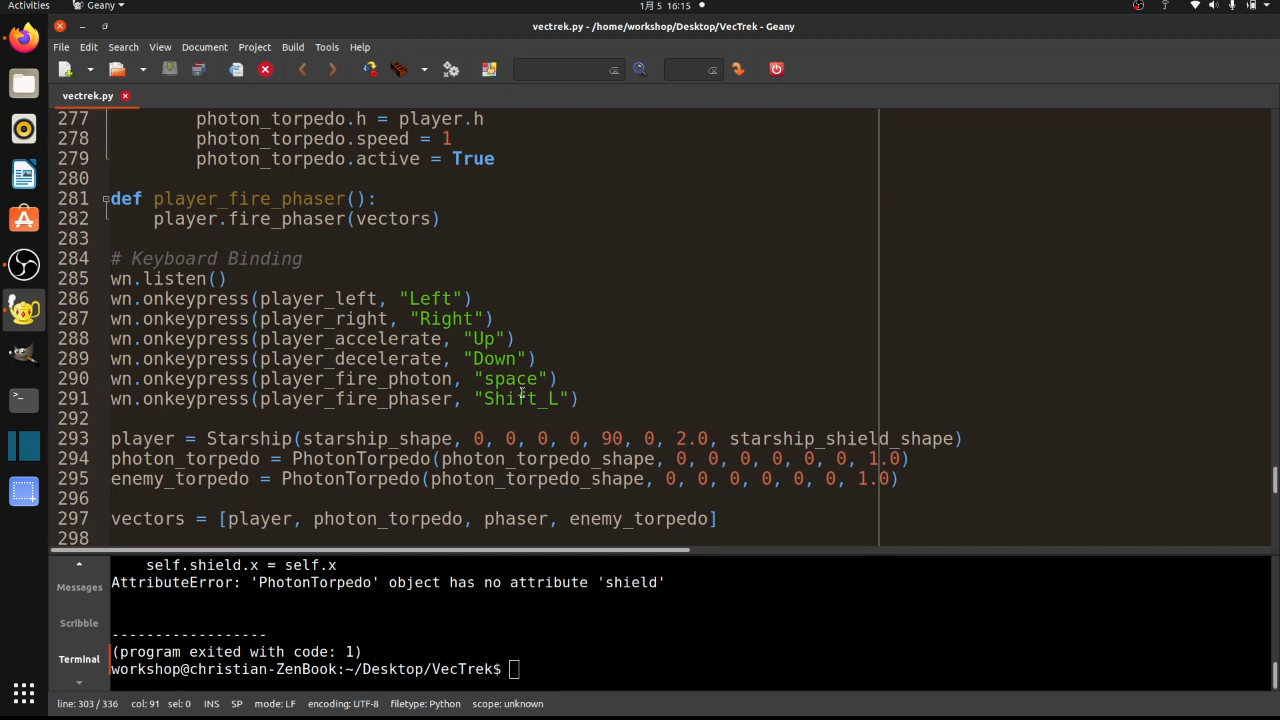 Activities Geany 1月 5 16:15
vectrek.py - /home/workshop/Desktop/VecTrek - Geany
File Edit Search View Document Project Build Tools Help
vectrek.py
277 photon_torpedo.h = player.h
278 photon_torpedo.speed = 1
279 photon_torpedo.active = True
280
281 def player_fire_phaser():
282 player.fire_phaser(vectors)
283
284 # Keyboard Binding
285 wn.listen()
286 wn.onkeypress(player_left, "Left")
287 wn.onkeypress(player_right, "Right")
288 wn.onkeypress(player_accelerate, "Up")
289 wn.onkeypress(player_decelerate, "Down")
290 wn.onkeypress(player_fire_photon, "space")
291 wn.onkeypress(player_fire_phaser, "Shift_L")
292
293 player = Starship(starship_shape, 0, 0, 0, 0, 90, 0, 2.0, starship_shield_shape)
294 photon_torpedo = PhotonTorpedo(photon_torpedo_shape, 0, 0, 0, 0, 0, 0, 1.0)
295 enemy_torpedo = PhotonTorpedo(photon_torpedo_shape, 0, 0, 0, 0, 0, 0, 1.0)
296
297 vectors = [player, photon_torpedo, phaser, enemy_torpedo]
298
Messages
Scribble
Terminal
self.shield.x = self.x
AttributeError: 'PhotonTorpedo' object has no attribute 'shield'
------------------
(program exited with code: 1)
workshop@christian-ZenBook:~/Desktop/VecTrek$
line: 303 / 336 col: 91 sel: 0 INS SP mode: LF encoding: UTF-8 filetype: Python scope: unknown